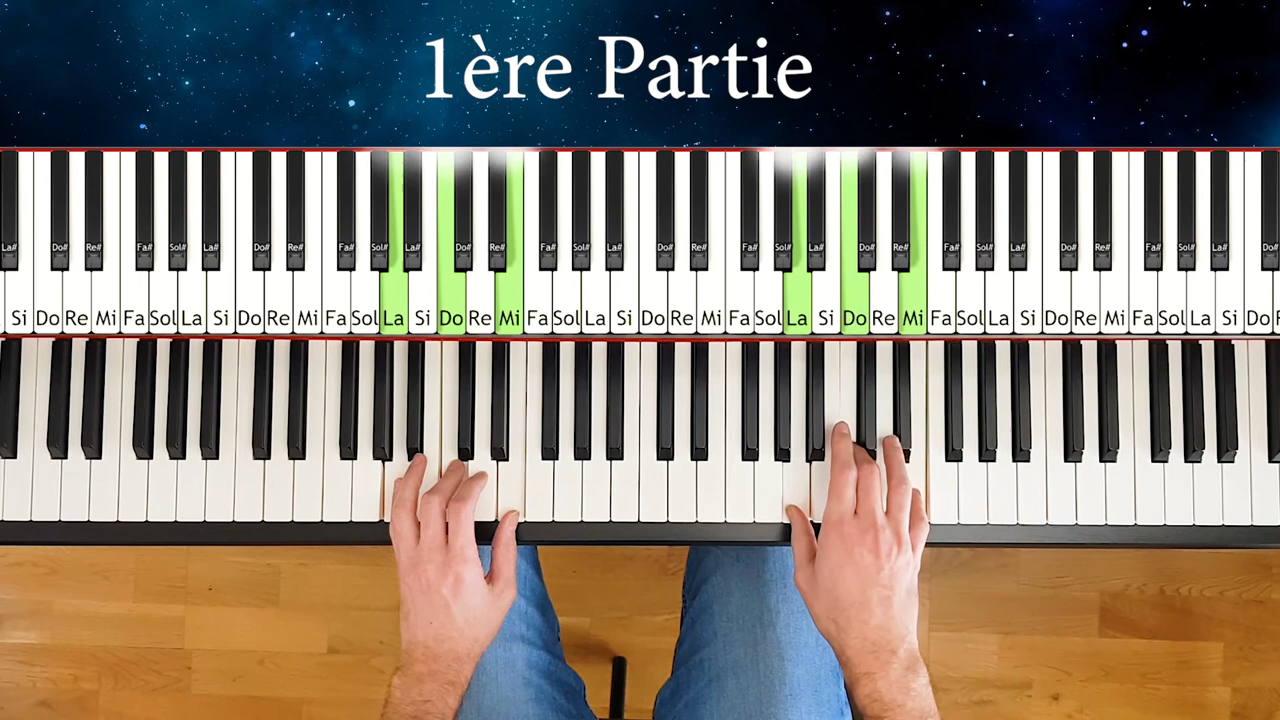 1ère Partie
La# Do# Re# Fa# Sol# La# Do# Re# Fa# Sol# La# Do# Re# Fa# Sol# La# Do# Re# Fa# Sol# La# Do# Re# Fa# Sol# La# Do# Re# Fa# Sol# La# Do#
Si Do Re Mi Fa Sol La Si Do Re Mi Fa Sol La Si Do Re Mi Fa Sol La Si Do Re Mi Fa Sol La Si Do Re Mi Fa Sol La Si Do Re Mi Fa Sol La Si Do